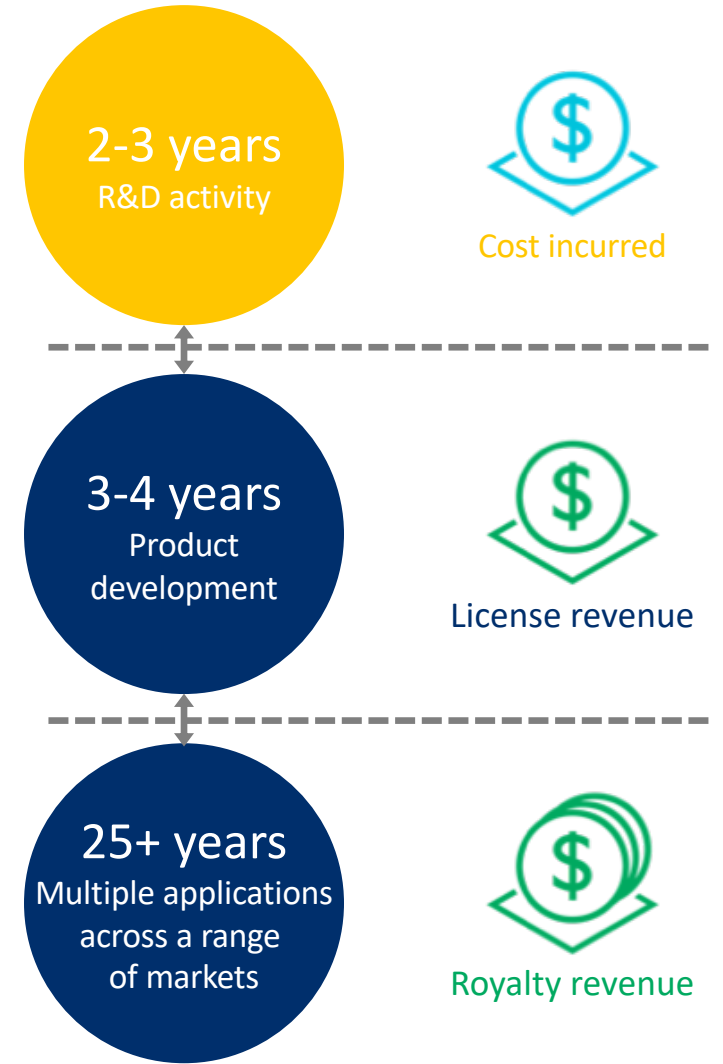 2-3 years
R&D activity
$
Cost incurred
3-4 years
Product
development
$
License revenue
25+ years
Multiple applications
across a range
of markets
$
Royalty revenue